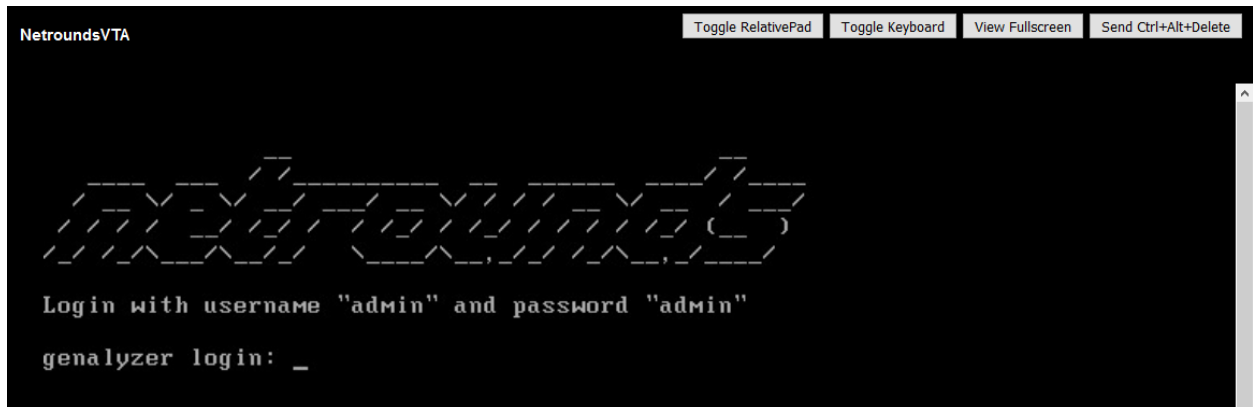 NetroundsVTA
Toggle RelativePad Toggle Keyboard View Fullscreen Send Ctrl+Alt+Delete
netrounds
Login with username "admin" and password "admin"
genalyzer login: _